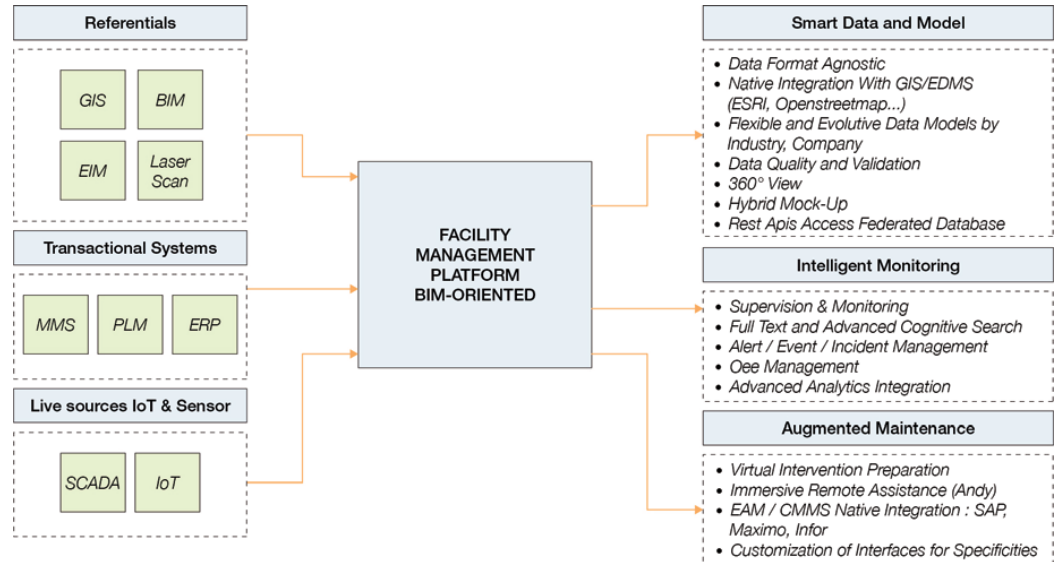 Referentials
GIS
BIM
EIM
Laser
Scan
Transactional Systems
MMS
PLM
ERP
Live sources IoT & Sensor
SCADA
IoT
FACILITY
MANAGEMENT
PLATFORM
BIM-ORIENTED
Smart Data and Model
• Data Format Agnostic
• Native Integration With GIS/EDMS
(ESRI, Openstreetmap...)
• Flexible and Evolutive Data Models by
Industry, Company
• Data Quality and Validation
• 360° View
• Hybrid Mock-Up
• Rest Apis Access Federated Database
Intelligent Monitoring
• Supervision & Monitoring
• Full Text and Advanced Cognitive Search
• Alert / Event / Incident Management
• Oee Management
• Advanced Analytics Integration
Augmented Maintenance
• Virtual Intervention Preparation
• Immersive Remote Assistance (Andy)
• EAM / CMMS Native Integration : SAP,
Maximo, Infor
• Customization of Interfaces for Specificities